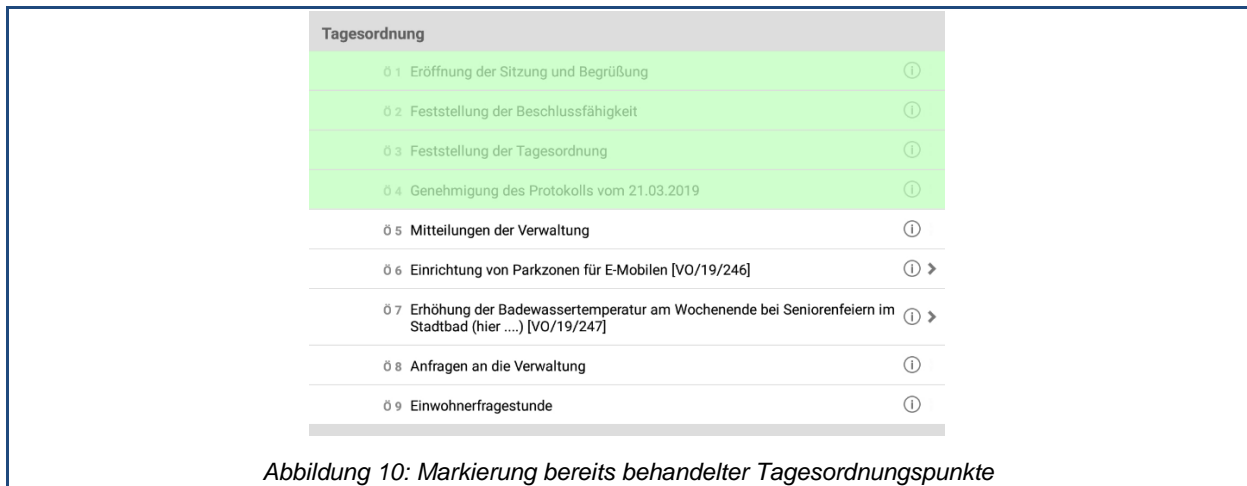 Tagesordnung
Ö 1 Eröffnung der Sitzung und Begrüßung
Ö 2 Feststellung der Beschlussfähigkeit
Ö 3 Feststellung der Tagesordnung
Ö 4 Genehmigung des Protokolls vom 21.03.2019
Ö 5 Mitteilungen der Verwaltung
Ö 6 Einrichtung von Parkzonen für E-Mobilen [VO/19/246]
Ö 7 Erhöhung der Badewassertemperatur am Wochenende bei Seniorenfeiern im
Stadtbad (hier ....) [VO/19/247]
Ö 8 Anfragen an die Verwaltung
Ö 9 Einwohnerfragestunde
Abbildung 10: Markierung bereits behandelter Tagesordnungspunkte